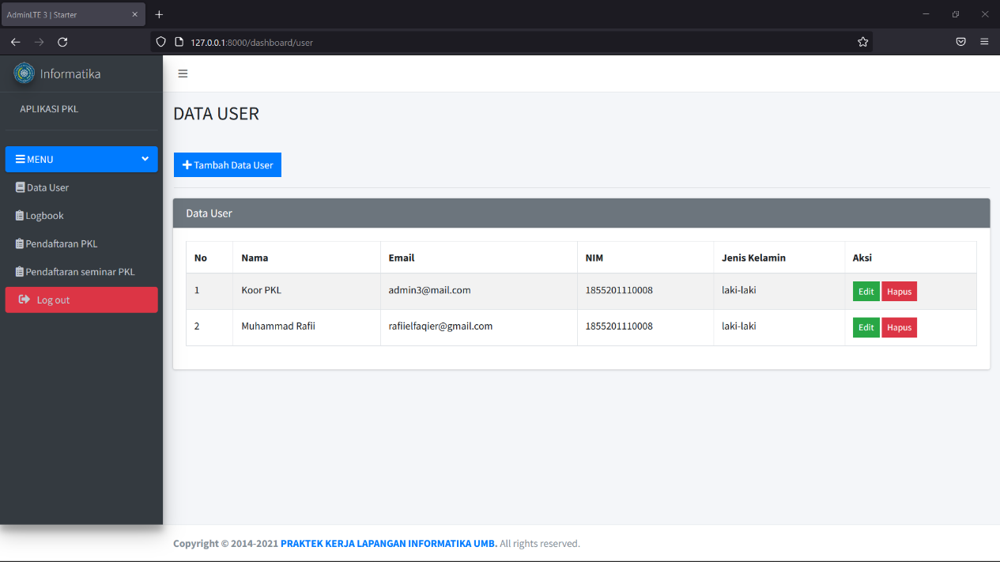 AdminLTE 3 | Starter
127.0.0.1:8000/dashboard/user
Informatika
APLIKASI PKL
MENU
Data User
Logbook
Pendaftaran PKL
Pendaftaran seminar PKL
Log out
DATA USER
Tambah Data User
Data User
No Nama Email NIM Jenis Kelamin Aksi
1 Koor PKL admin3@mail.com 1855201110008 laki-laki Edit Hapus
2 Muhammad Rafii rafiielfaqier@gmail.com 1855201110008 laki-laki Edit Hapus
Copyright © 2014-2021 PRAKTEK KERJA LAPANGAN INFORMATIKA UMB. All rights reserved.